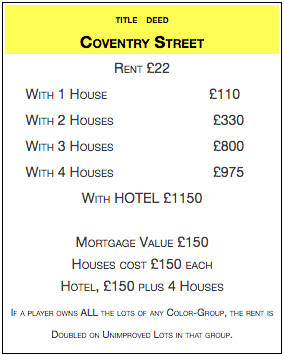 TITLE DEED
COVENTRY STREET
RENT £22
WITH 1 HOUSE £110
WITH 2 HOUSES £330
WITH 3 HOUSES £800
WITH 4 HOUSES £975
WITH HOTEL £1150
MORTGAGE VALUE £150
HOUSES COST £150 EACH
HOTEL, £150 PLUS 4 HOUSES
IF A PLAYER OWNS ALL THE LOTS OF ANY COLOR-GROUP, THE RENT IS
DOUBLED ON UNIMPROVED LOTS IN THAT GROUP.